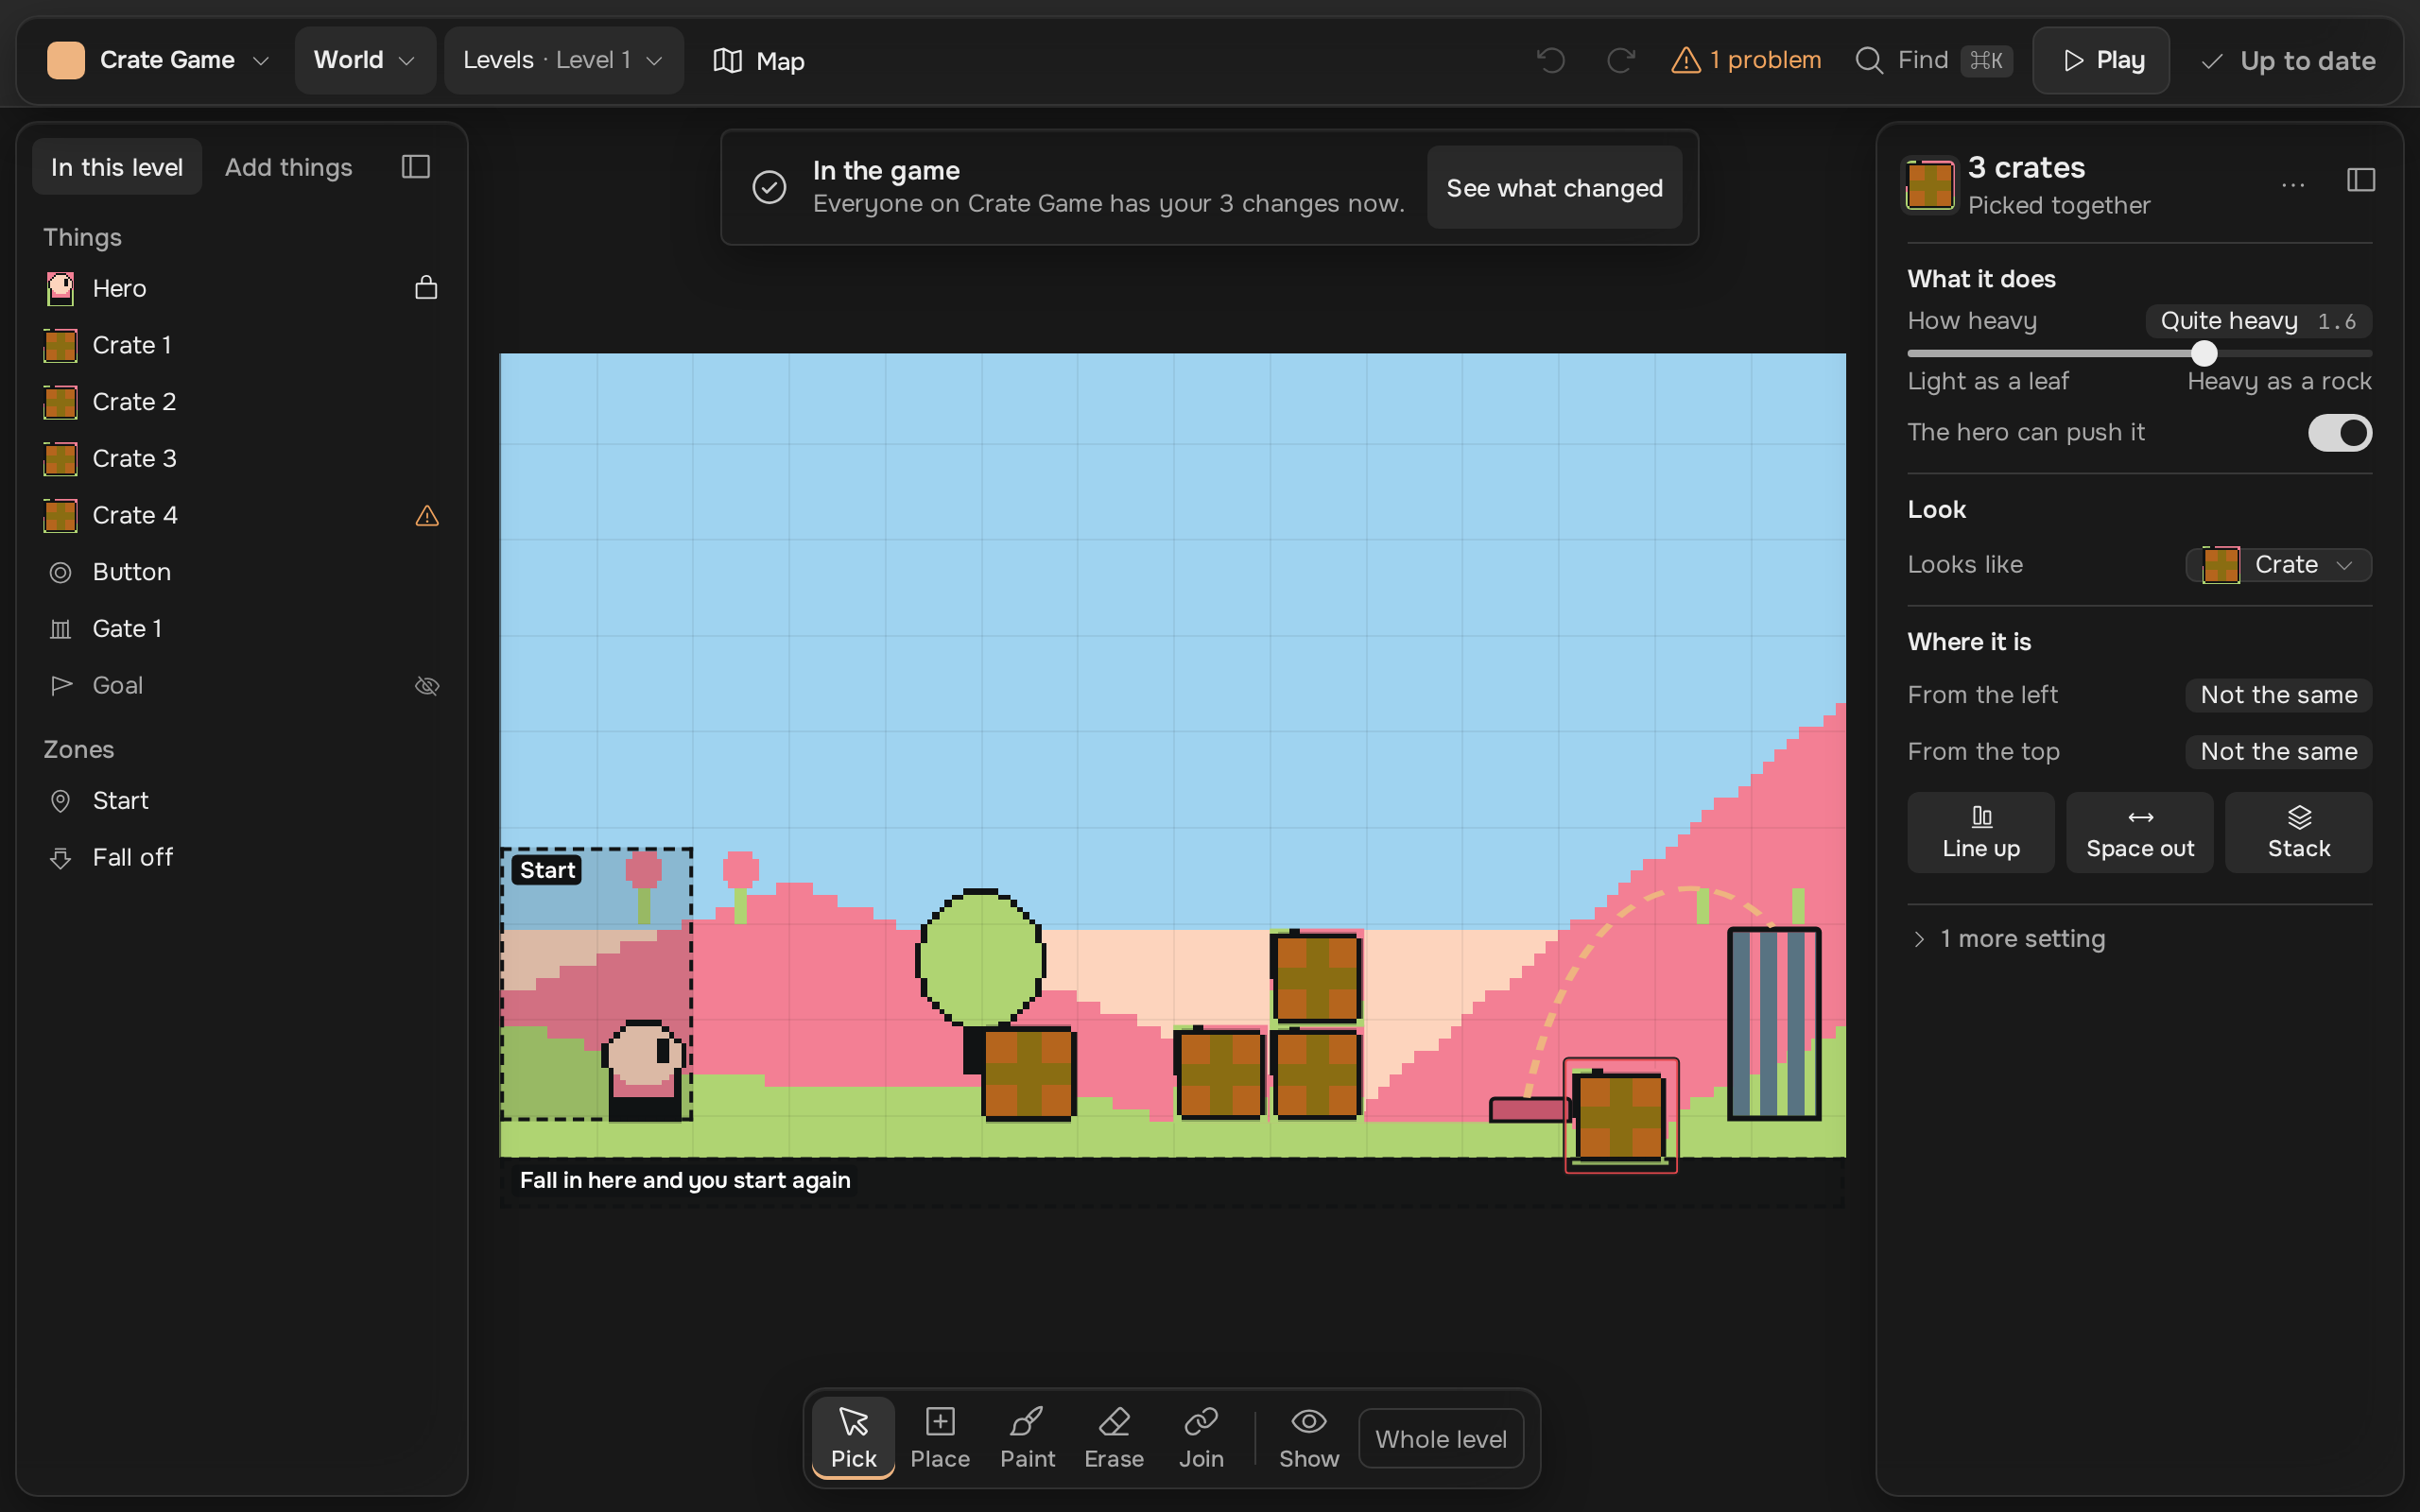 Crate Game
World
Levels · Level 1
Map
1 problem
Find ⌘K
Play
Up to date
In this level
Add things
Things
Hero
Crate 1
Crate 2
Crate 3
Crate 4
Button
Gate 1
Goal
Zones
Start
Fall off
In the game
Everyone on Crate Game has your 3 changes now.
See what changed
Start
Fall in here and you start again
Pick
Place
Paint
Erase
Join
Show
Whole level
3 crates
Picked together
What it does
How heavy
Quite heavy 1.6
Light as a leaf
Heavy as a rock
The hero can push it
Look
Looks like
Crate
Where it is
From the left
Not the same
From the top
Not the same
Line up
Space out
Stack
1 more setting